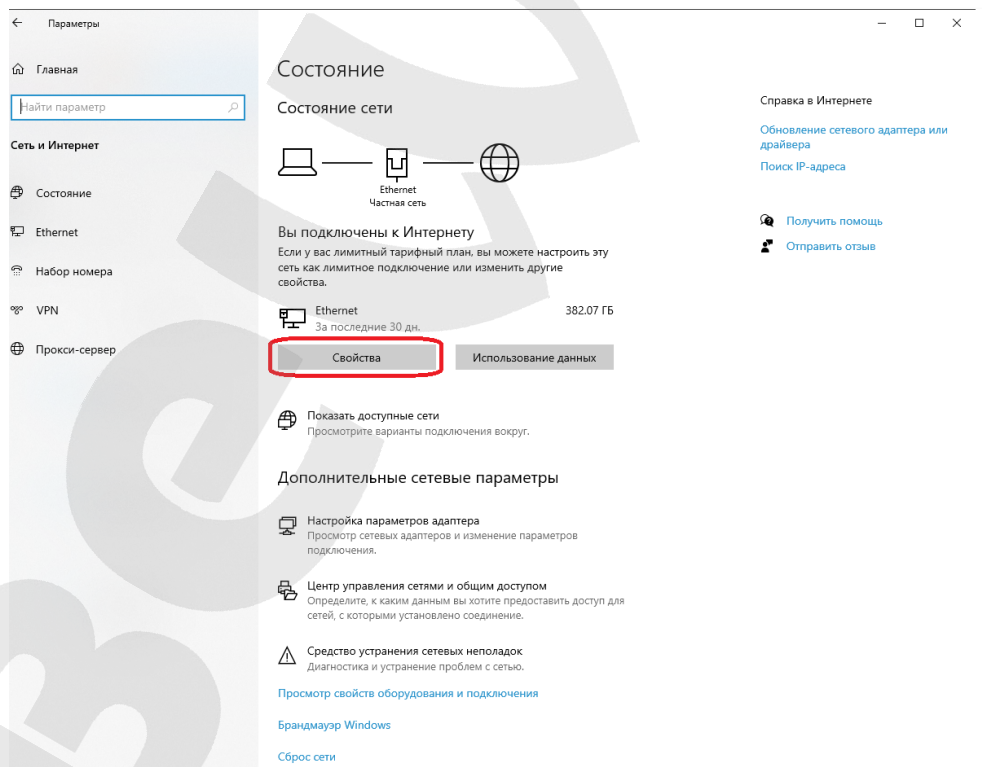 Параметры
Главная
Найти параметр
Сеть и Интернет
Состояние
Ethernet
Набор номера
VPN
Прокси-сервер
Состояние
Состояние сети
Ethernet
Частная сеть
Вы подключены к Интернету
Если у вас лимитный тарифный план, вы можете настроить эту
сеть как лимитное подключение или изменить другие
свойства.
Ethernet 382.07 ГБ
За последние 30 дн.
Свойства Использование данных
Показать доступные сети
Просмотрите варианты подключения вокруг.
Дополнительные сетевые параметры
Настройка параметров адаптера
Просмотр сетевых адаптеров и изменение параметров
подключения.
Центр управления сетями и общим доступом
Определите, к каким данным вы хотите предоставить доступ для
сетей, с которыми установлено соединение.
Средство устранения сетевых неполадок
Диагностика и устранение проблем с сетью.
Просмотр свойств оборудования и подключения
Брандмауэр Windows
Сброс сети
Справка в Интернете
Обновление сетевого адаптера или
драйвера
Поиск IP-адреса
Получить помощь
Отправить отзыв